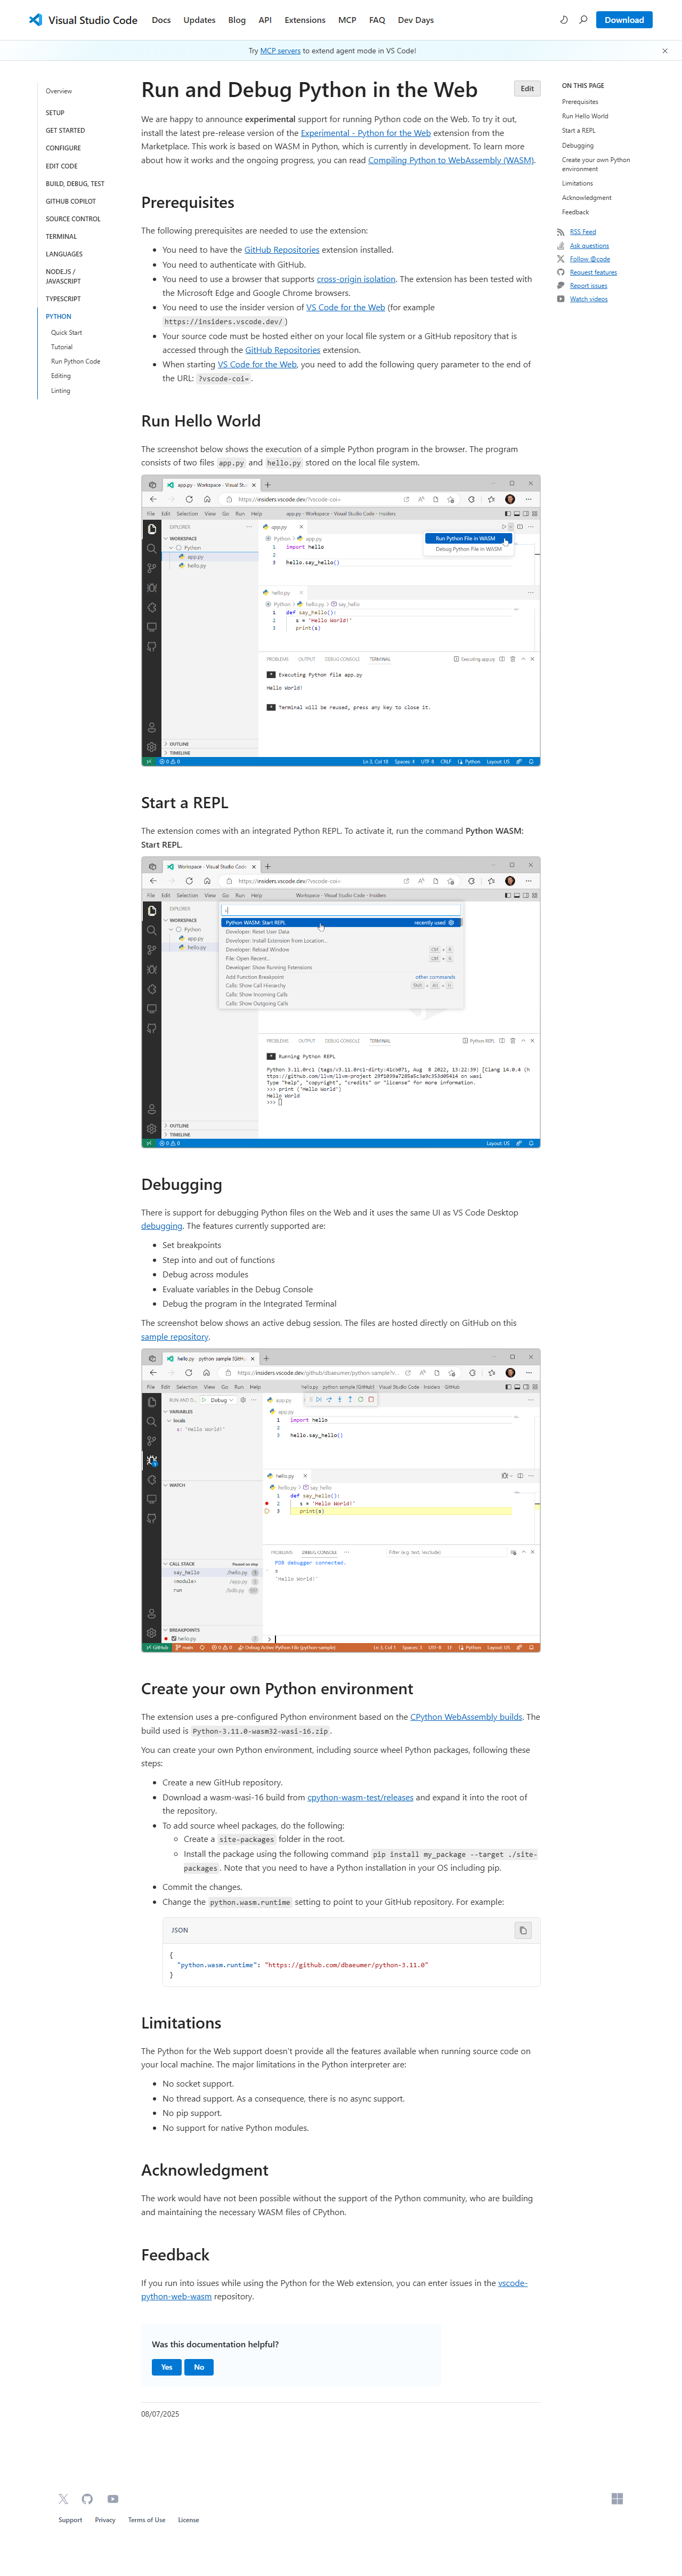 Visual Studio Code Docs Updates Blog API Extensions MCP FAQ Dev Days Download
Try MCP servers to extend agent mode in VS Code!
Overview
SETUP
GET STARTED
CONFIGURE
EDIT CODE
BUILD, DEBUG, TEST
GITHUB COPILOT
SOURCE CONTROL
TERMINAL
LANGUAGES
NODE.JS /
JAVASCRIPT
TYPESCRIPT
PYTHON
Quick Start
Tutorial
Run Python Code
Editing
Linting
Run and Debug Python in the Web
Edit
We are happy to announce experimental support for running Python code on the Web. To try it out,
install the latest pre-release version of the Experimental - Python for the Web extension from the
Marketplace. This work is based on WASM in Python, which is currently in development. To learn more
about how it works and the ongoing progress, you can read Compiling Python to WebAssembly (WASM).
Prerequisites
The following prerequisites are needed to use the extension:
You need to have the GitHub Repositories extension installed.
You need to authenticate with GitHub.
You need to use a browser that supports cross-origin isolation. The extension has been tested with
the Microsoft Edge and Google Chrome browsers.
You need to use the insider version of VS Code for the Web (for example
https://insiders.vscode.dev/)
Your source code must be hosted either on your local file system or a GitHub repository that is
accessed through the GitHub Repositories extension.
When starting VS Code for the Web, you need to add the following query parameter to the end of
the URL: ?vscode-coi= .
Run Hello World
The screenshot below shows the execution of a simple Python program in the browser. The program
consists of two files app.py and hello.py stored on the local file system.
app.py - Workspace - Visual Stud
https://insiders.vscode.dev/?vscode-coi=
File Edit Selection View Go Run Help app.py - Workspace - Visual Studio Code - Insiders
EXPLORER
WORKSPACE
Python
app.py
hello.py
app.py
Python > app.py
1 import hello
2
3 hello.say_hello()
Run Python File in WASM
Debug Python File in WASM
hello.py
Python > hello.py > say_hello
1 def say_hello():
2 s = 'Hello World!'
3 print(s)
PROBLEMS OUTPUT DEBUG CONSOLE TERMINAL Executing app.py
* Executing Python file app.py
Hello World!
* Terminal will be reused, press any key to close it.
OUTLINE
TIMELINE
0 0 Ln 3, Col 18 Spaces: 4 UTF-8 CRLF Python Layout: US
Start a REPL
The extension comes with an integrated Python REPL. To activate it, run the command Python WASM:
Start REPL.
Workspace - Visual Studio Code
https://insiders.vscode.dev/?vscode-coi=
File Edit Selection View Go Run Help Workspace - Visual Studio Code - Insiders
EXPLORER
WORKSPACE
Python
app.py
hello.py
>
Python WASM: Start REPL recently used
Developer: Reset User Data
Developer: Install Extension from Location...
Developer: Reload Window Ctrl + R
File: Open Recent... Ctrl + R
Developer: Show Running Extensions
Add Function Breakpoint other commands
Calls: Show Call Hierarchy Shift + Alt + H
Calls: Show Incoming Calls
Calls: Show Outgoing Calls
PROBLEMS OUTPUT DEBUG CONSOLE TERMINAL Python REPL
* Running Python REPL
Type "help", "copyright", "credits" or "license" for more information.
>>> print ('Hello World')
Hello World
>>>
OUTLINE
TIMELINE
0 0 Layout: US
Debugging
There is support for debugging Python files on the Web and it uses the same UI as VS Code Desktop
debugging. The features currently supported are:
Set breakpoints
Step into and out of functions
Debug across modules
Evaluate variables in the Debug Console
Debug the program in the Integrated Terminal
The screenshot below shows an active debug session. The files are hosted directly on GitHub on this
sample repository.
hello.py - python-sample [GitH
https://insiders.vscode.dev/github/dbaeumer/python-sample?v...
File Edit Selection View Go Run Help hello.py - python-sample [GitHub] - Visual Studio Code - Insiders - GitHub
RUN AND D... Debug
VARIABLES
locals
s: 'Hello World!'
WATCH
CALL STACK Paused on step
say_hello /hello.py 3
<module> /app.py 3
run /bdb.py
BREAKPOINTS
hello.py 2
app.py
app.py
1 import hello
2
3 hello.say_hello()
hello.py
hello.py > say_hello
1 def say_hello():
2 s = 'Hello World!'
3 print(s)
PROBLEMS DEBUG CONSOLE Filter (e.g. text, !exclude)
PDB debugger connected.
s
'Hello World!'
GitHub main 0 0 Debug Active Python File (python-sample) Ln 3, Col 1 Spaces: 3 UTF-8 LF Python Layout: US
Create your own Python environment
The extension uses a pre-configured Python environment based on the CPython WebAssembly builds. The
build used is Python-3.11.0-wasm32-wasi-16.zip .
You can create your own Python environment, including source wheel Python packages, following these
steps:
Create a new GitHub repository.
Download a wasm-wasi-16 build from cpython-wasm-test/releases and expand it into the root of
the repository.
To add source wheel packages, do the following:
Create a site-packages folder in the root.
Install the package using the following command pip install my_package --target ./site-
packages . Note that you need to have a Python installation in your OS including pip.
Commit the changes.
Change the python.wasm.runtime setting to point to your GitHub repository. For example:
JSON
{
"python.wasm.runtime": "https://github.com/dbaeumer/python-3.11.0"
}
Limitations
The Python for the Web support doesn't provide all the features available when running source code on
your local machine. The major limitations in the Python interpreter are:
No socket support.
No thread support. As a consequence, there is no async support.
No pip support.
No support for native Python modules.
Acknowledgment
The work would have not been possible without the support of the Python community, who are building
and maintaining the necessary WASM files of CPython.
Feedback
If you run into issues while using the Python for the Web extension, you can enter issues in the vscode-
python-web-wasm repository.
Was this documentation helpful?
Yes No
08/07/2025
ON THIS PAGE
Prerequisites
Run Hello World
Start a REPL
Debugging
Create your own Python
environment
Limitations
Acknowledgment
Feedback
RSS Feed
Ask questions
Follow @code
Request features
Report issues
Watch videos
Support Privacy Terms of Use License